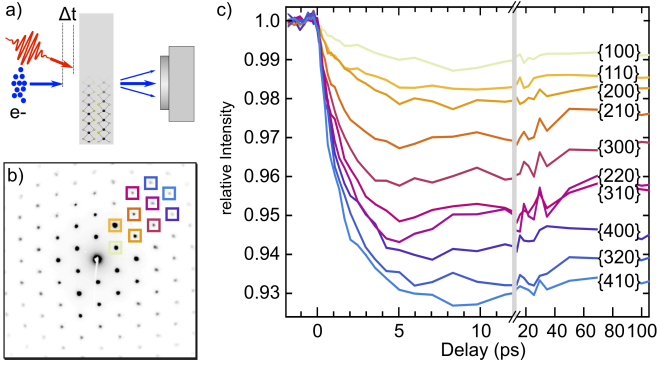 a)
Δt
e-
b)
c)
relative Intensity
1.0
0.99
0.98
0.97
0.96
0.95
0.94
0.93
{100}
{110}
{200}
{210}
{300}
{220}
{310}
{400}
{320}
{410}
0 5 10 20 40 60 80 100
Delay (ps)